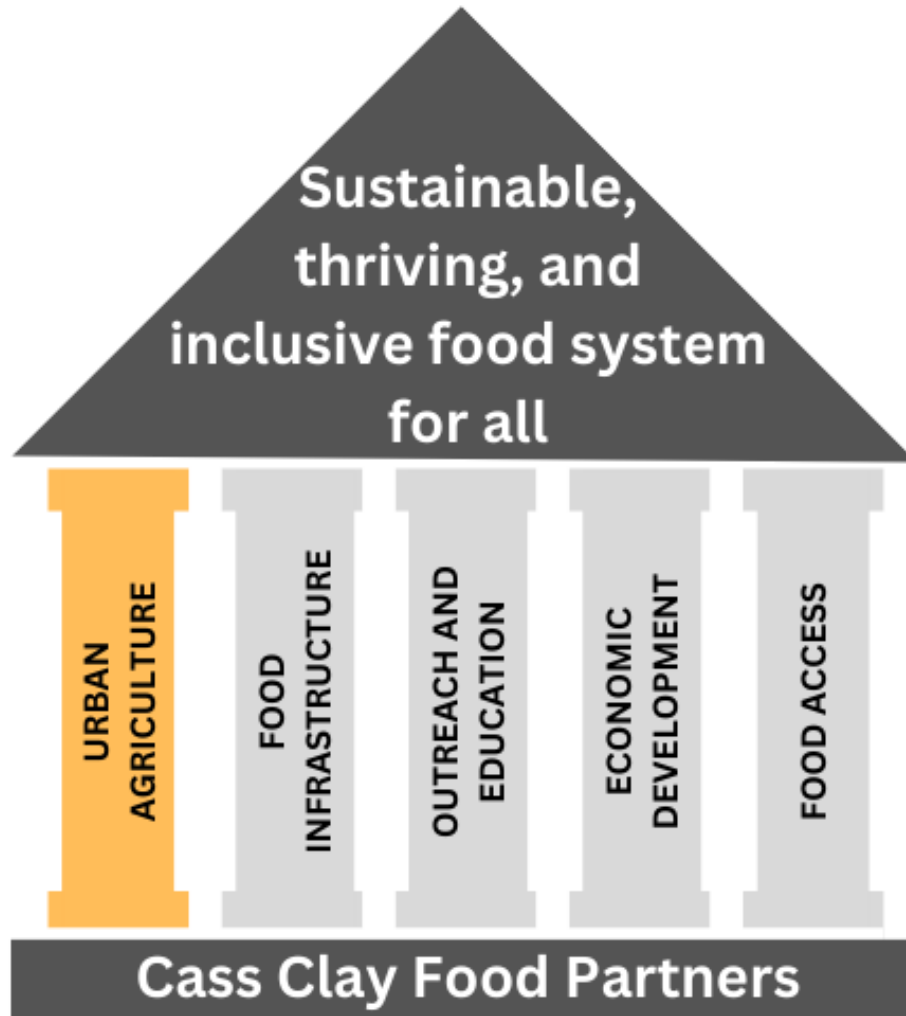 Sustainable,
thriving, and
inclusive food system
for all
URBAN
AGRICULTURE
FOOD
INFRASTRUCTURE
OUTREACH AND
EDUCATION
ECONOMIC
DEVELOPMENT
FOOD ACCESS
Cass Clay Food Partners